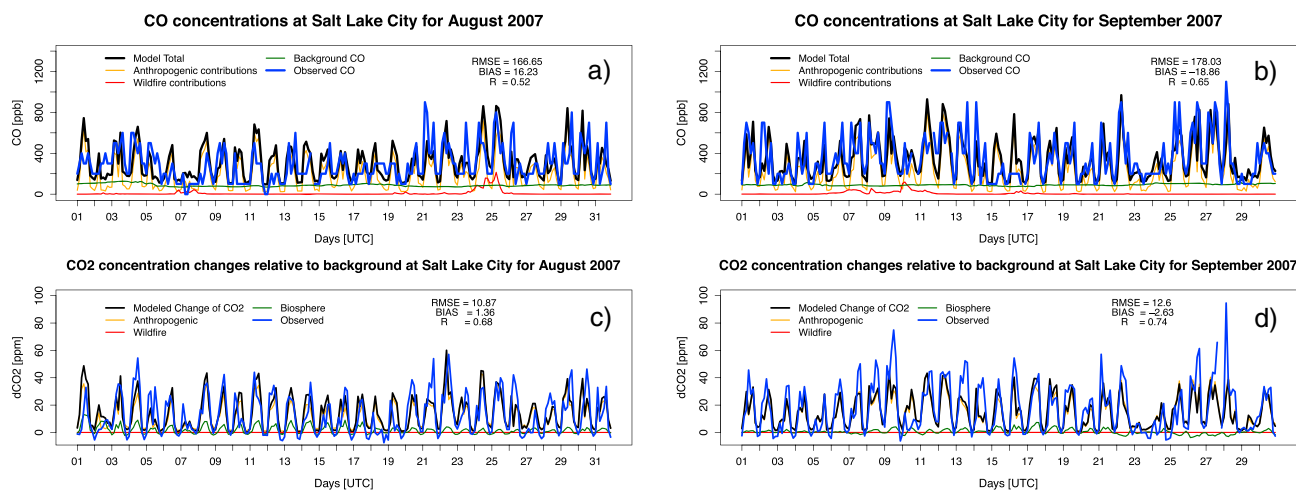 CO concentrations at Salt Lake City for August 2007
Model Total
Anthropogenic contributions
Wildfire contributions
Background CO
Observed CO
RMSE = 166.65
BIAS = 16.23
R = 0.52
a)
CO [ppb]
0 400 800 1200
01 03 05 07 09 11 13 15 17 19 21 23 25 27 29 31
Days [UTC]
CO concentrations at Salt Lake City for September 2007
Model Total
Anthropogenic contributions
Wildfire contributions
Background CO
Observed CO
RMSE = 178.03
BIAS = −18.86
R = 0.65
b)
CO [ppb]
0 400 800 1200
01 03 05 07 09 11 13 15 17 19 21 23 25 27 29
Days [UTC]
CO2 concentration changes relative to background at Salt Lake City for August 2007
Modeled Change of CO2
Anthropogenic
Wildfire
Biosphere
Observed
RMSE = 10.87
BIAS = 1.36
R = 0.68
c)
dCO2 [ppm]
0 20 40 60 80 100
01 03 05 07 09 11 13 15 17 19 21 23 25 27 29 31
Days [UTC]
CO2 concentration changes relative to background at Salt Lake City for September 2007
Modeled Change of CO2
Anthropogenic
Wildfire
Biosphere
Observed
RMSE = 12.6
BIAS = −2.63
R = 0.74
d)
dCO2 [ppm]
0 20 40 60 80 100
01 03 05 07 09 11 13 15 17 19 21 23 25 27 29
Days [UTC]